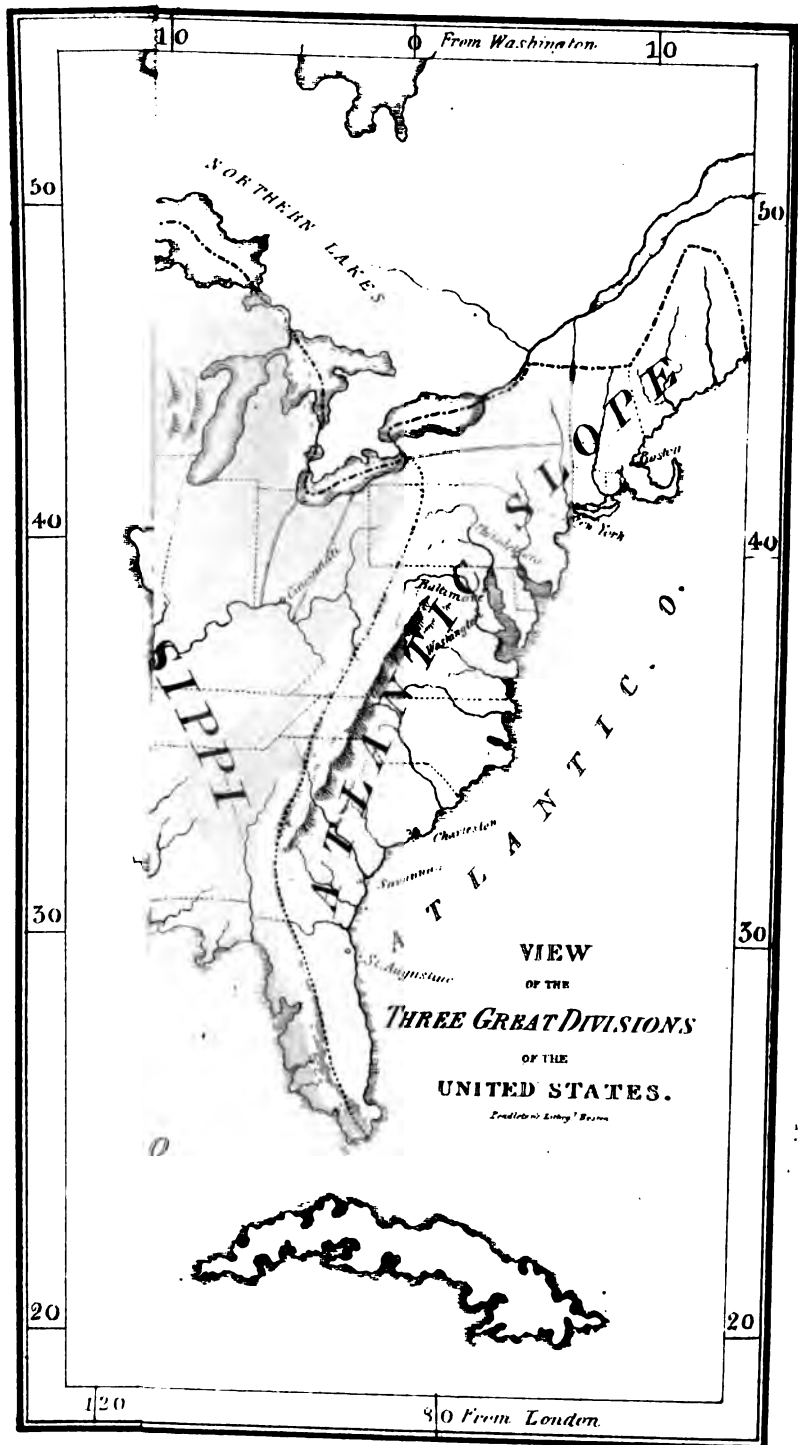 10 0 From Washington. 10
50 50
NORTHERN LAKES
SLOPE
Boston
New York
40 40
Philadelphia
Cincinnati
Baltimore
Washington
ATLANTIC
SIPPI
ATLANTIC. O.
Charleston
Savannah
30 30
St. Augustine
VIEW
OF THE
THREE GREAT DIVISIONS
OF THE
UNITED STATES.
Pendleton's Lithog.y Boston
O
20 20
120 80 From London